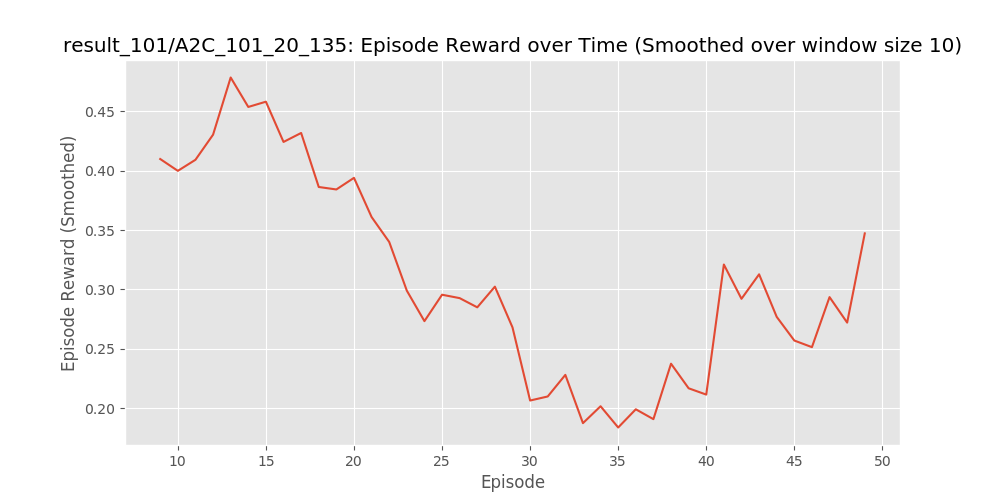 result_101/A2C_101_20_135: Episode Reward over Time (Smoothed over window size 10)
Episode Reward (Smoothed)
0.45
0.40
0.35
0.30
0.25
0.20
10 15 20 25 30 35 40 45 50
Episode